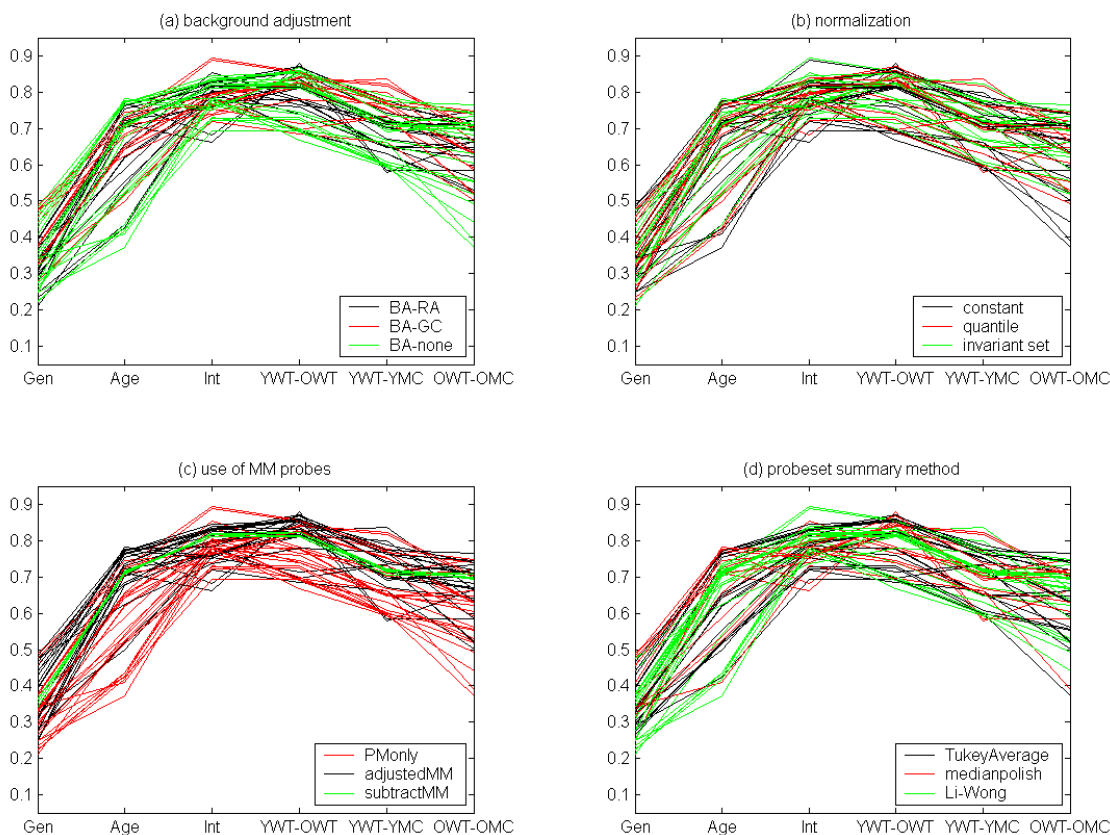 (a) background adjustment
0.9
0.8
0.7
0.6
0.5
0.4
0.3
0.2
0.1
BA-RA
BA-GC
BA-none
Gen Age Int YWT-OWT YWT-YMC OWT-OMC
(b) normalization
0.9
0.8
0.7
0.6
0.5
0.4
0.3
0.2
0.1
constant
quantile
invariant set
Gen Age Int YWT-OWT YWT-YMC OWT-OMC
(c) use of MM probes
0.9
0.8
0.7
0.6
0.5
0.4
0.3
0.2
0.1
PMonly
adjustedMM
subtractMM
Gen Age Int YWT-OWT YWT-YMC OWT-OMC
(d) probeset summary method
0.9
0.8
0.7
0.6
0.5
0.4
0.3
0.2
0.1
TukeyAverage
medianpolish
Li-Wong
Gen Age Int YWT-OWT YWT-YMC OWT-OMC